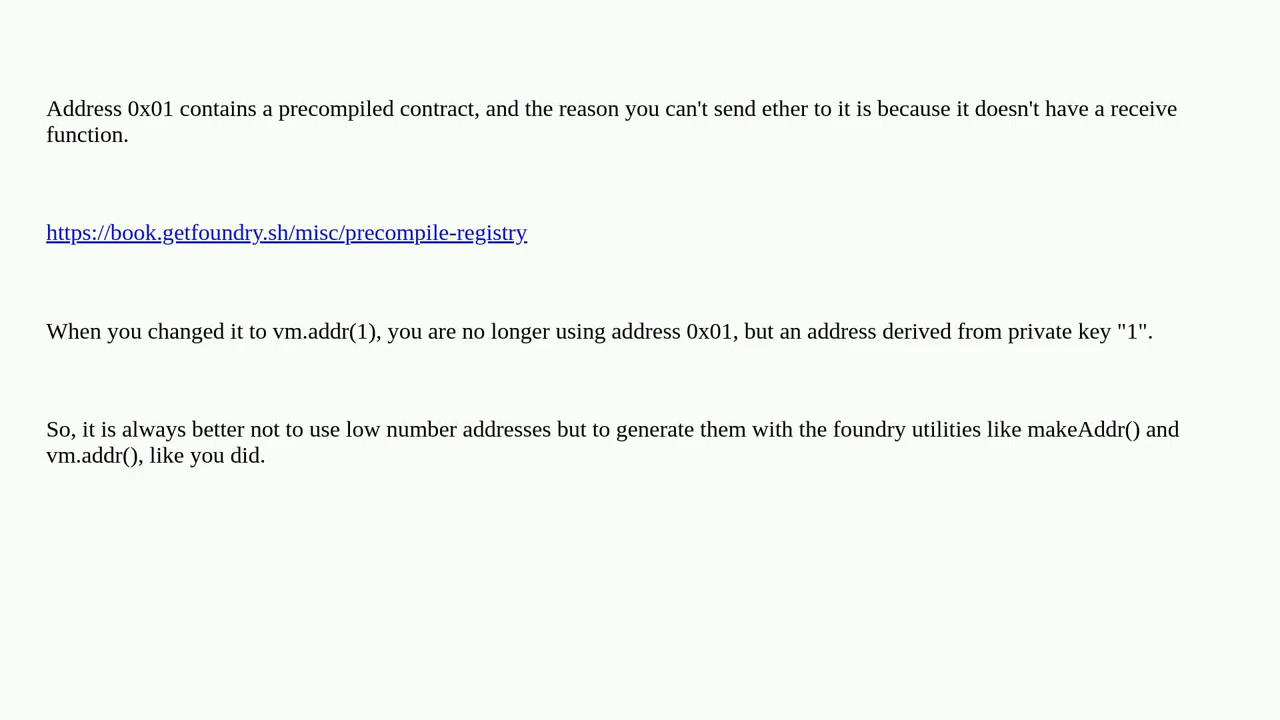 Address 0x01 contains a precompiled contract, and the reason you can't send ether to it is because it doesn't have a receive
function.
https://book.getfoundry.sh/misc/precompile-registry
When you changed it to vm.addr(1), you are no longer using address 0x01, but an address derived from private key "1".
So, it is always better not to use low number addresses but to generate them with the foundry utilities like makeAddr() and
vm.addr(), like you did.